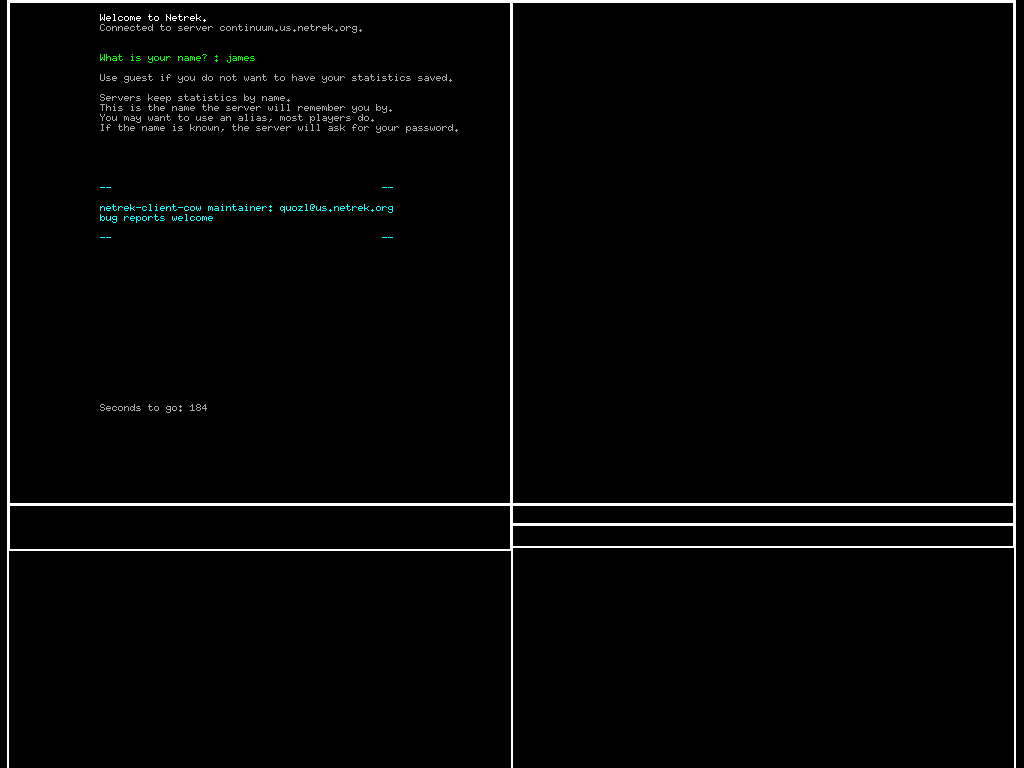 Welcome to Netrek.
Connected to server continuum.us.netrek.org.
What is your name? : james
Use guest if you do not want to have your statistics saved.
Servers keep statistics by name.
This is the name the server will remember you by.
You may want to use an alias, most players do.
If the name is known, the server will ask for your password.
-- --
netrek-client-cow maintainer: quozl@us.netrek.org
bug reports welcome
-- --
Seconds to go: 184